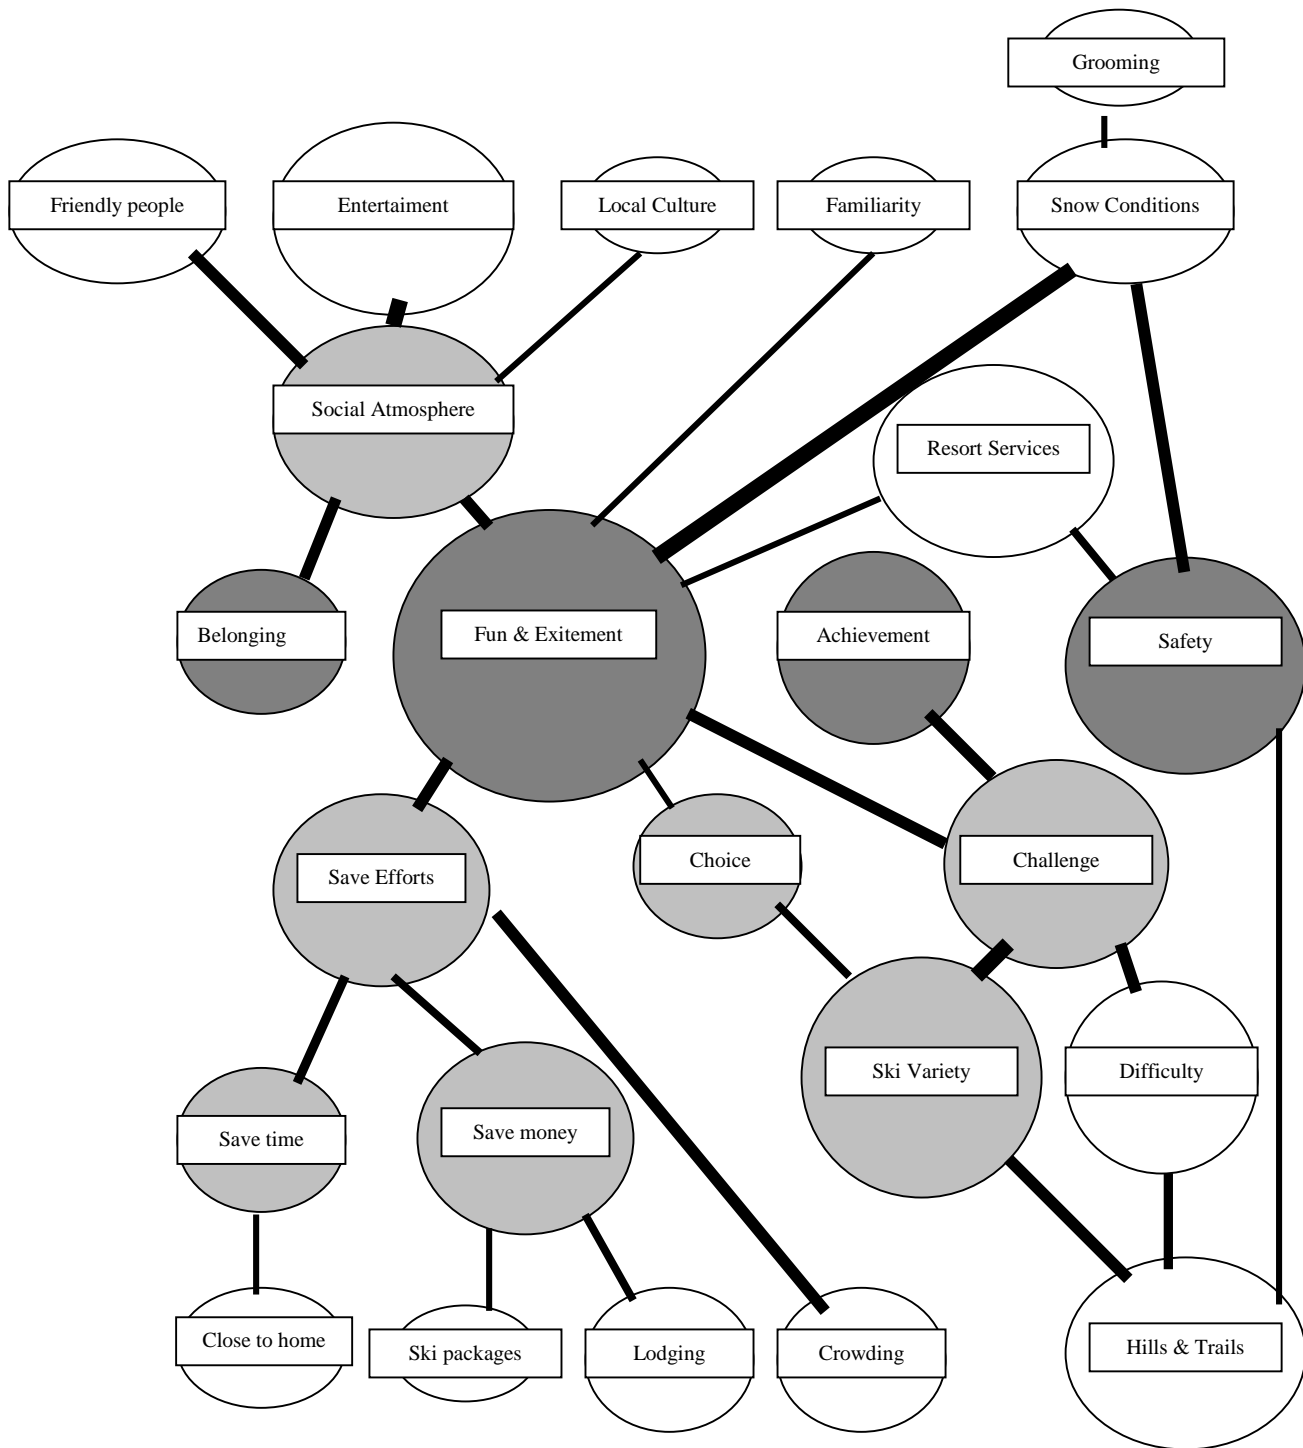 Grooming
Friendly people
Entertaiment
Local Culture
Familiarity
Snow Conditions
Social Atmosphere
Resort Services
Belonging
Fun & Exitement
Achievement
Safety
Save Efforts
Choice
Challenge
Ski Variety
Difficulty
Save time
Save money
Close to home
Ski packages
Lodging
Crowding
Hills & Trails